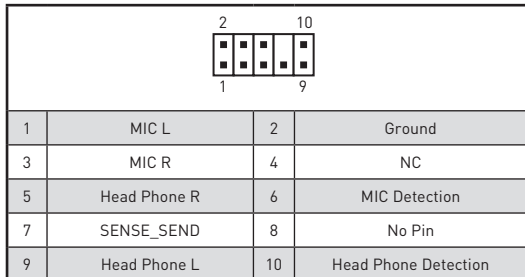 2 10
1 9
1 MIC L 2 Ground
3 MIC R 4 NC
5 Head Phone R 6 MIC Detection
7 SENSE_SEND 8 No Pin
9 Head Phone L 10 Head Phone Detection